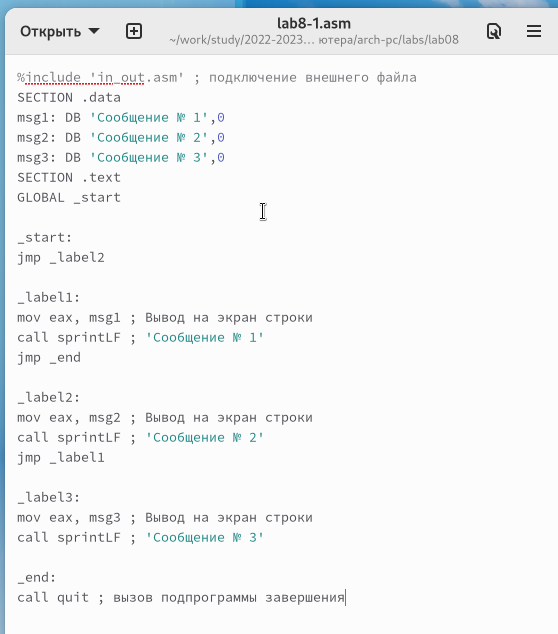 Открыть
lab8-1.asm
~/work/study/2022-2023... ютера/arch-pc/labs/lab08
%include 'in_out.asm' ; подключение внешнего файла
SECTION .data
msg1: DB 'Сообщение № 1',0
msg2: DB 'Сообщение № 2',0
msg3: DB 'Сообщение № 3',0
SECTION .text
GLOBAL _start
_start:
jmp _label2
_label1:
mov eax, msg1 ; Вывод на экран строки
call sprintLF ; 'Сообщение № 1'
jmp _end
_label2:
mov eax, msg2 ; Вывод на экран строки
call sprintLF ; 'Сообщение № 2'
jmp _label1
_label3:
mov eax, msg3 ; Вывод на экран строки
call sprintLF ; 'Сообщение № 3'
_end:
call quit ; вызов подпрограммы завершения